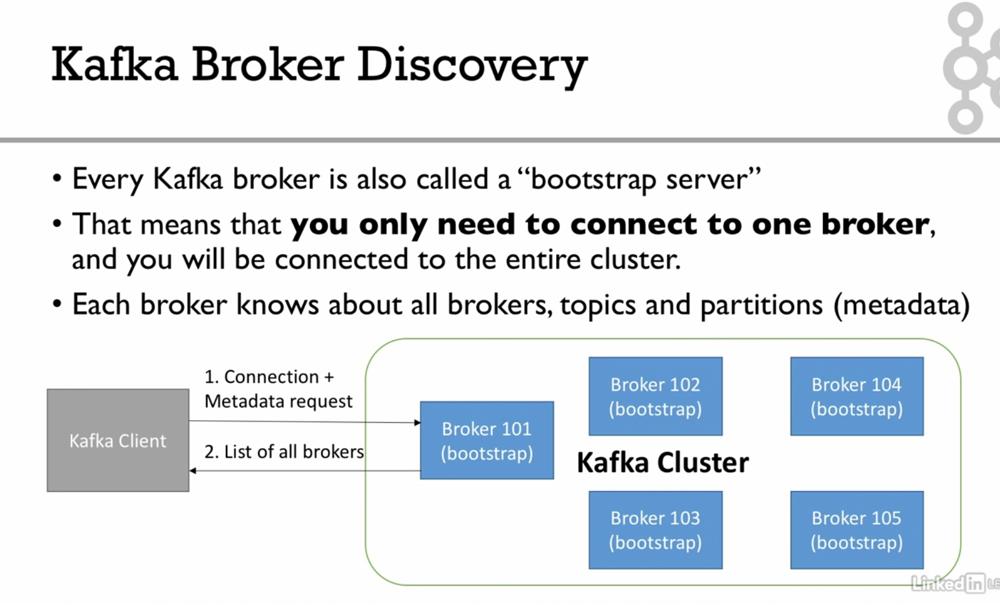 Kafka Broker Discovery
• Every Kafka broker is also called a “bootstrap server”
• That means that you only need to connect to one broker,
and you will be connected to the entire cluster.
• Each broker knows about all brokers, topics and partitions (metadata)
Kafka Client
1. Connection +
Metadata request
2. List of all brokers
Broker 101
(bootstrap)
Broker 102
(bootstrap)
Broker 104
(bootstrap)
Kafka Cluster
Broker 103
(bootstrap)
Broker 105
(bootstrap)
Linked in LE